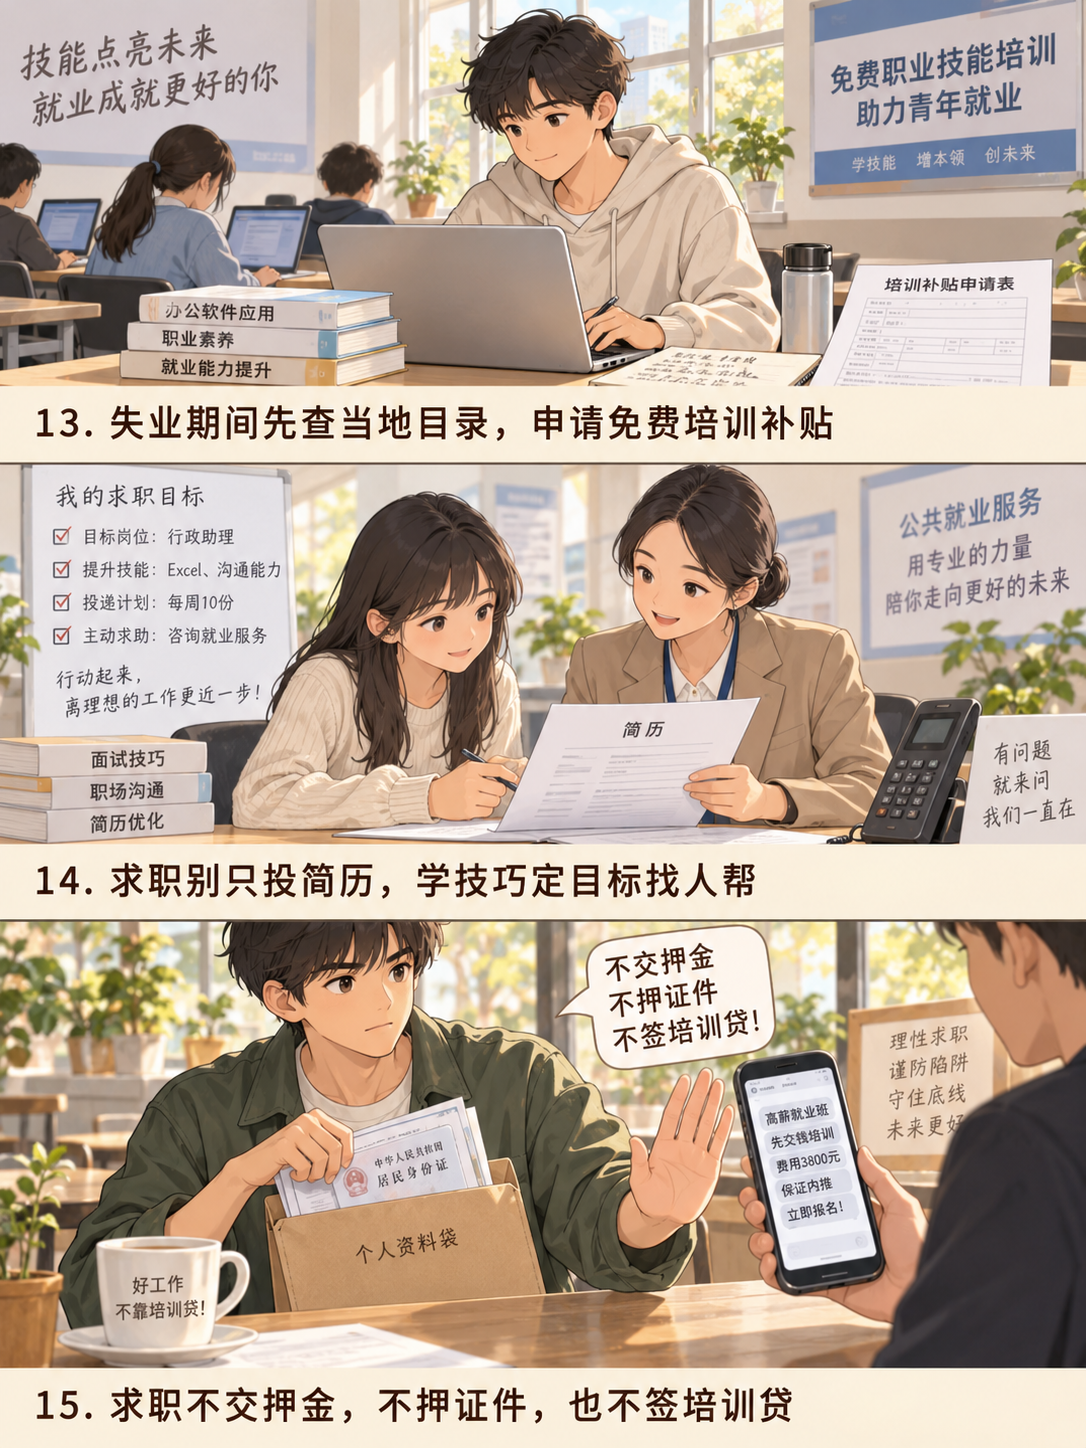 技能点亮未来
就业成就更好的你
免费职业技能培训
助力青年就业
学技能 增本领 创未来
办公软件应用
职业素养
就业能力提升
培训补贴申请表
13. 失业期间先查当地目录，申请免费培训补贴
我的求职目标
目标岗位：行政助理
提升技能：Excel、沟通能力
投递计划：每周10份
主动求助：咨询就业服务
行动起来，
离理想的工作更近一步！
公共就业服务
用专业的力量
陪你走向更好的未来
简历
面试技巧
职场沟通
简历优化
有问题
就来问
我们一直在
14. 求职别只投简历，学技巧定目标找人帮
不交押金
不押证件
不签培训贷！
理性求职
谨防陷阱
守住底线
未来更好
高薪就业班
先交钱培训
费用3800元
保证内推
立即报名！
中华人民共和国
居民身份证
个人资料袋
好工作
不靠培训贷！
15. 求职不交押金，不押证件，也不签培训贷